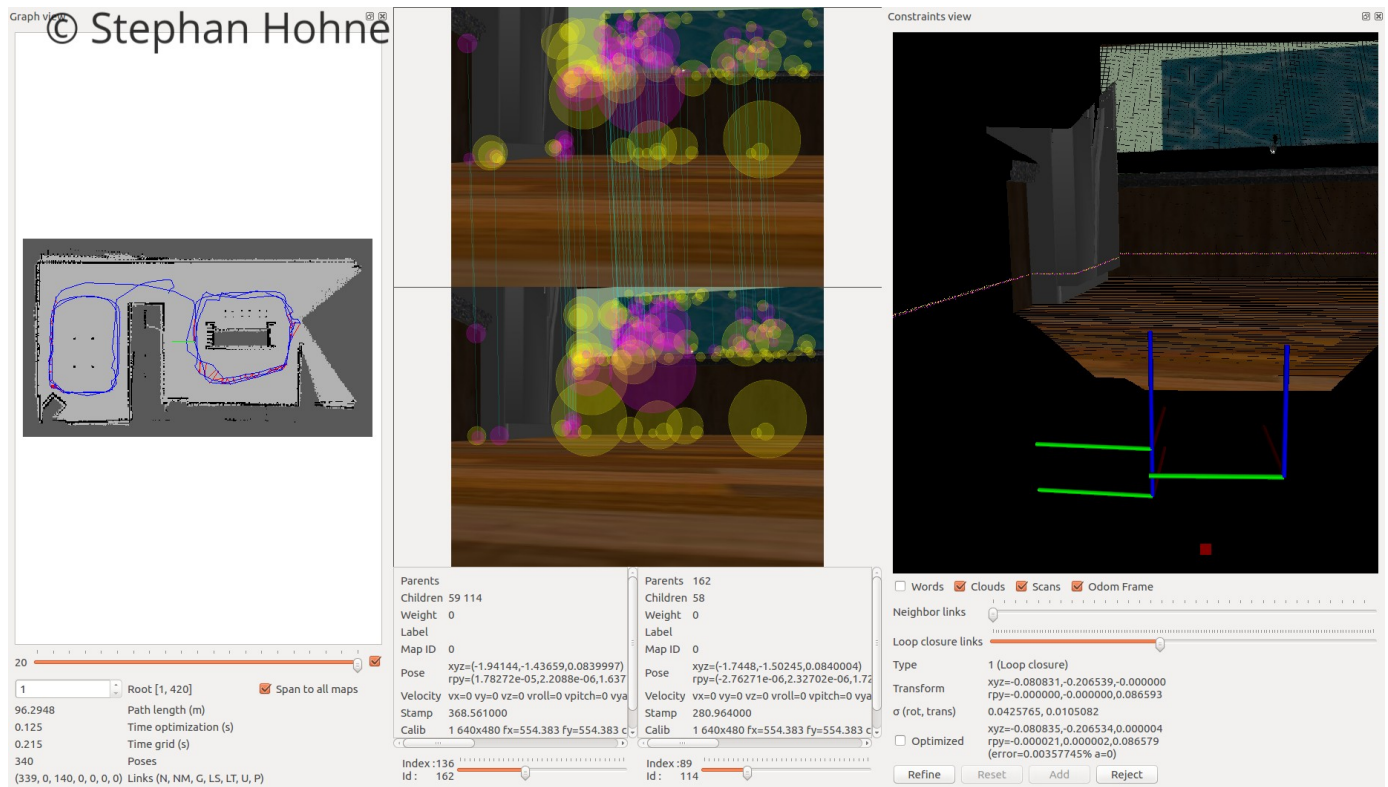 Graph view
© Stephan Hohne
Constraints view
20
1
Root [1, 420]
Span to all maps
96.2948 Path length (m)
0.125 Time optimization (s)
0.215 Time grid (s)
340 Poses
(339, 0, 140, 0, 0, 0, 0) Links (N, NM, G, LS, LT, U, P)
Parents
Children 59 114
Weight 0
Label
Map ID 0
Pose xyz=(-1.94144,-1.43659,0.0839997)
rpy=(1.78272e-05,2.2088e-06,1.637
Velocity vx=0 vy=0 vz=0 vroll=0 vpitch=0 vya
Stamp 368.561000
Calib 1 640x480 fx=554.383 fy=554.383 c
Index :136
Id : 162
Parents 162
Children 58
Weight 0
Label
Map ID 0
Pose xyz=(-1.7448,-1.50245,0.0840004)
rpy=(-2.76271e-06,2.32702e-06,1.72
Velocity vx=0 vy=0 vz=0 vroll=0 vpitch=0 vya
Stamp 280.964000
Calib 1 640x480 fx=554.383 fy=554.383 c
Index :89
Id : 114
Words Clouds Scans Odom Frame
Neighbor links
Loop closure links
Type 1 (Loop closure)
Transform xyz=-0.080831,-0.206539,-0.000000
rpy=-0.000000,-0.000000,0.086593
σ (rot, trans) 0.0425765, 0.0105082
Optimized xyz=-0.080835,-0.206534,0.000004
rpy=-0.000021,0.000002,0.086579
(error=0.00357745% a=0)
Refine Reset Add Reject